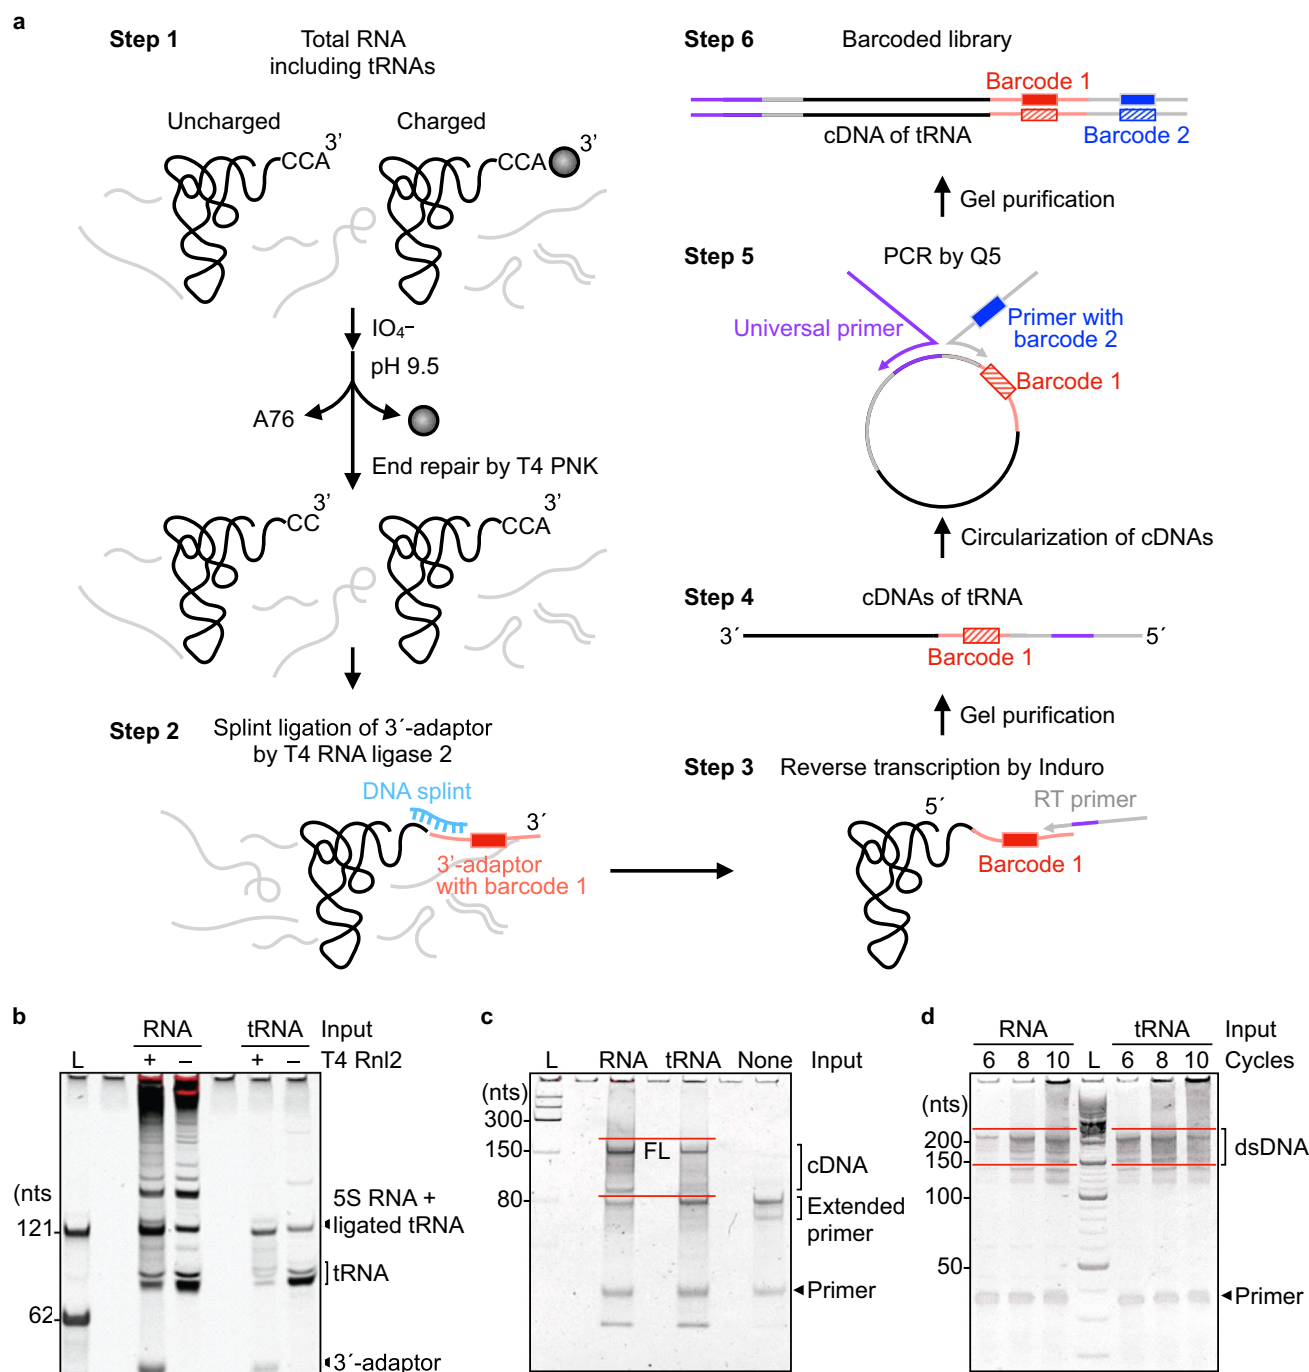 a
Step 1
Total RNA
including tRNAs
Uncharged
Charged
CCA
3’
CCA
3’
IO₄⁻
pH 9.5
A76
End repair by T4 PNK
CC
3’
CCA
3’
Step 2
Splint ligation of 3´-adaptor
by T4 RNA ligase 2
DNA splint
3´
3’-adaptor
with barcode 1
Step 3
Reverse transcription by Induro
5´
RT primer
Barcode 1
Gel purification
Step 4
cDNAs of tRNA
3´
5´
Barcode 1
Circularization of cDNAs
Step 5
PCR by Q5
Universal primer
Primer with
barcode 2
Barcode 1
Gel purification
Step 6
Barcoded library
Barcode 1
cDNA of tRNA
Barcode 2
b
RNA
tRNA
Input
L
+
–
+
–
T4 Rnl2
(nts
121
62
5S RNA +
ligated tRNA
tRNA
3´-adaptor
c
L
RNA
tRNA
None
Input
(nts)
300
150
80
FL
cDNA
Extended
primer
Primer
d
RNA
tRNA
Input
6
8
10
L
6
8
10
Cycles
(nts)
200
150
100
50
dsDNA
Primer